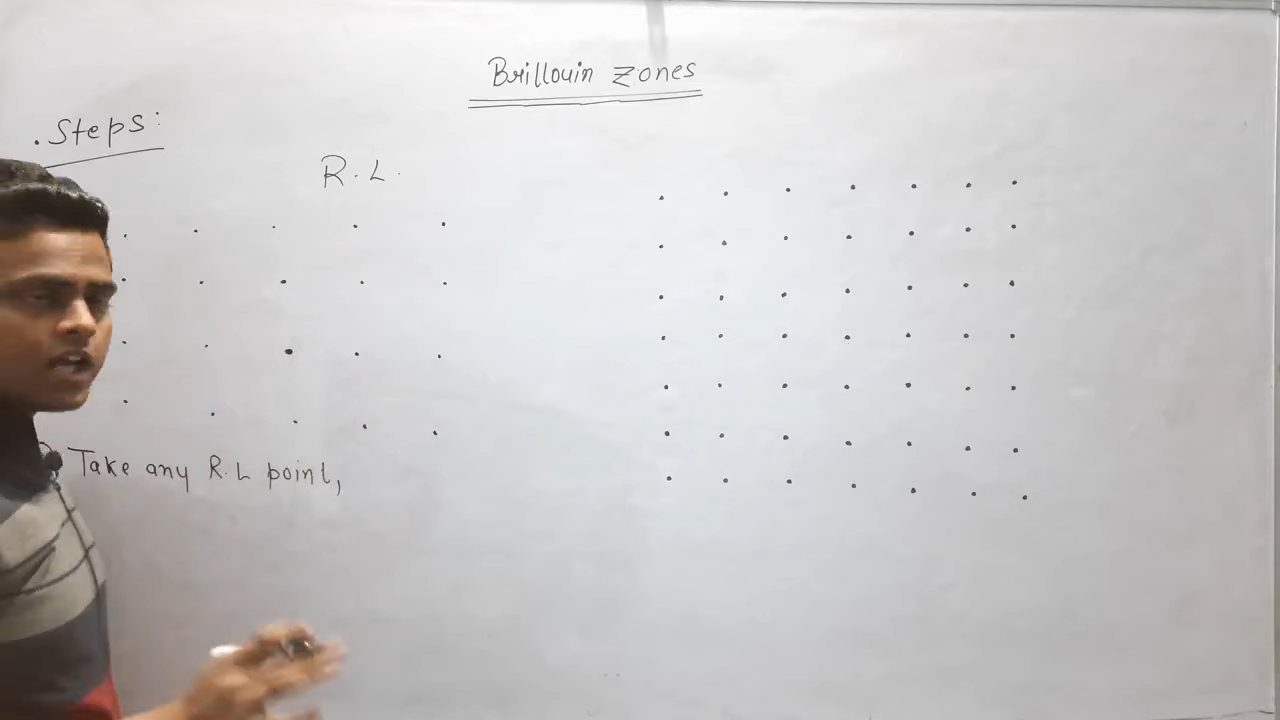 Brillouin Zones
. Steps:
R.L.
Take any R.L point,